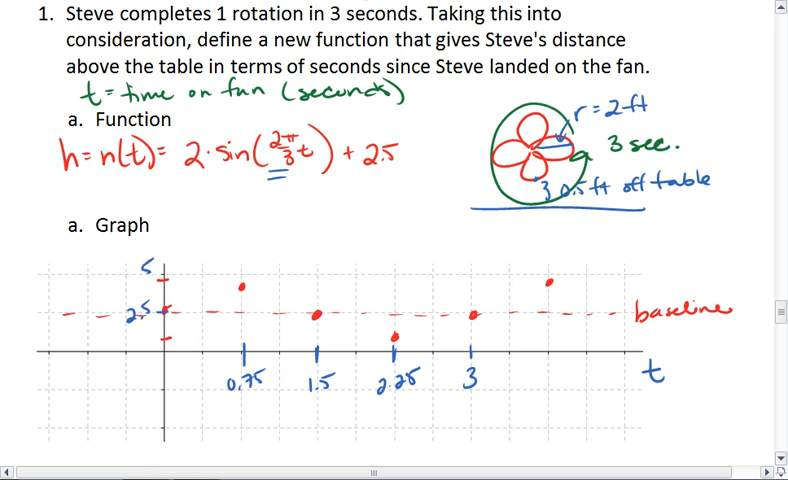 1. Steve completes 1 rotation in 3 seconds. Taking this into
consideration, define a new function that gives Steve's distance
above the table in terms of seconds since Steve landed on the fan.
t = time on fan (seconds)
a. Function
r = 2 ft
3 sec.
h = n(t) = 2 · sin(2π/3 t) + 2.5
0.5 ft off table
a. Graph
5
2.5
baseline
0.75 1.5 2.25 3 t